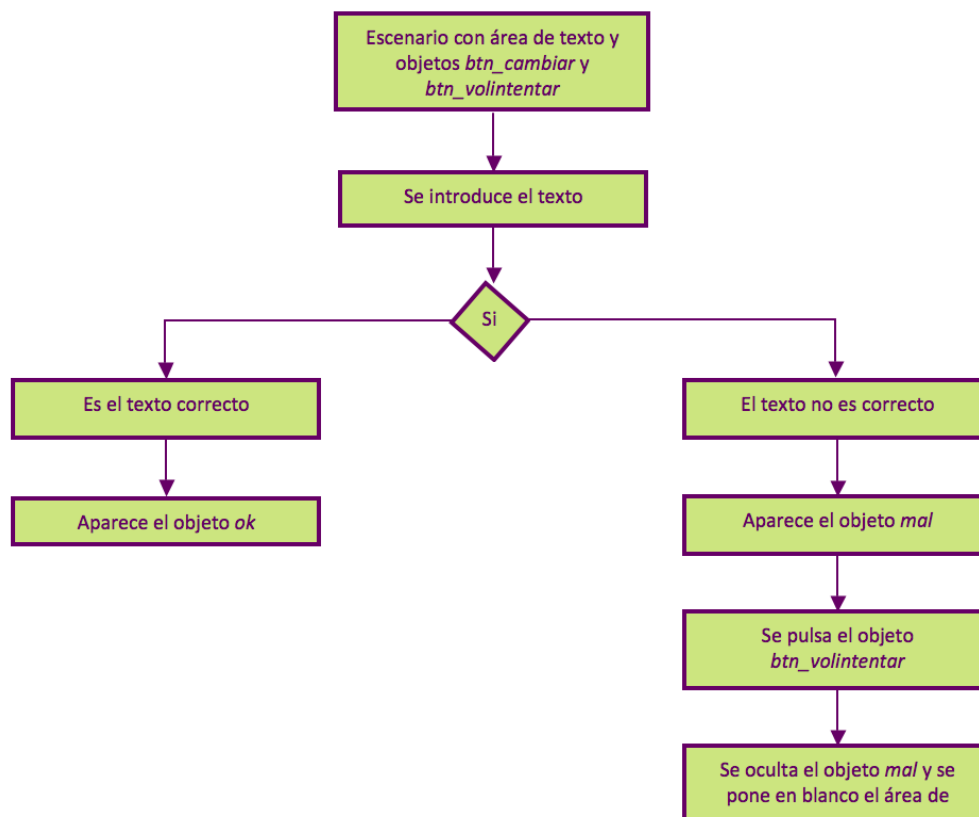 Escenario con área de texto y
objetos btn_cambiar y
btn_volintentar
Se introduce el texto
Si
Es el texto correcto
El texto no es correcto
Aparece el objeto ok
Aparece el objeto mal
Se pulsa el objeto
btn_volintentar
Se oculta el objeto mal y se
pone en blanco el área de